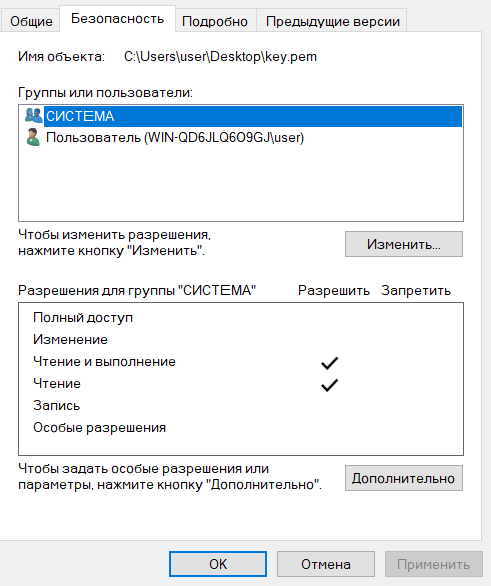 Общие Безопасность Подробно Предыдущие версии
Имя объекта: C:\Users\user\Desktop\key.pem
Группы или пользователи:
СИСТЕМА
Пользователь (WIN-QD6JLQ6O9GJ\user)
Чтобы изменить разрешения,
нажмите кнопку "Изменить".
Изменить...
Разрешения для группы "СИСТЕМА" Разрешить Запретить
Полный доступ
Изменение
Чтение и выполнение
Чтение
Запись
Особые разрешения
Чтобы задать особые разрешения или
параметры, нажмите кнопку "Дополнительно".
Дополнительно
OK Отмена Применить